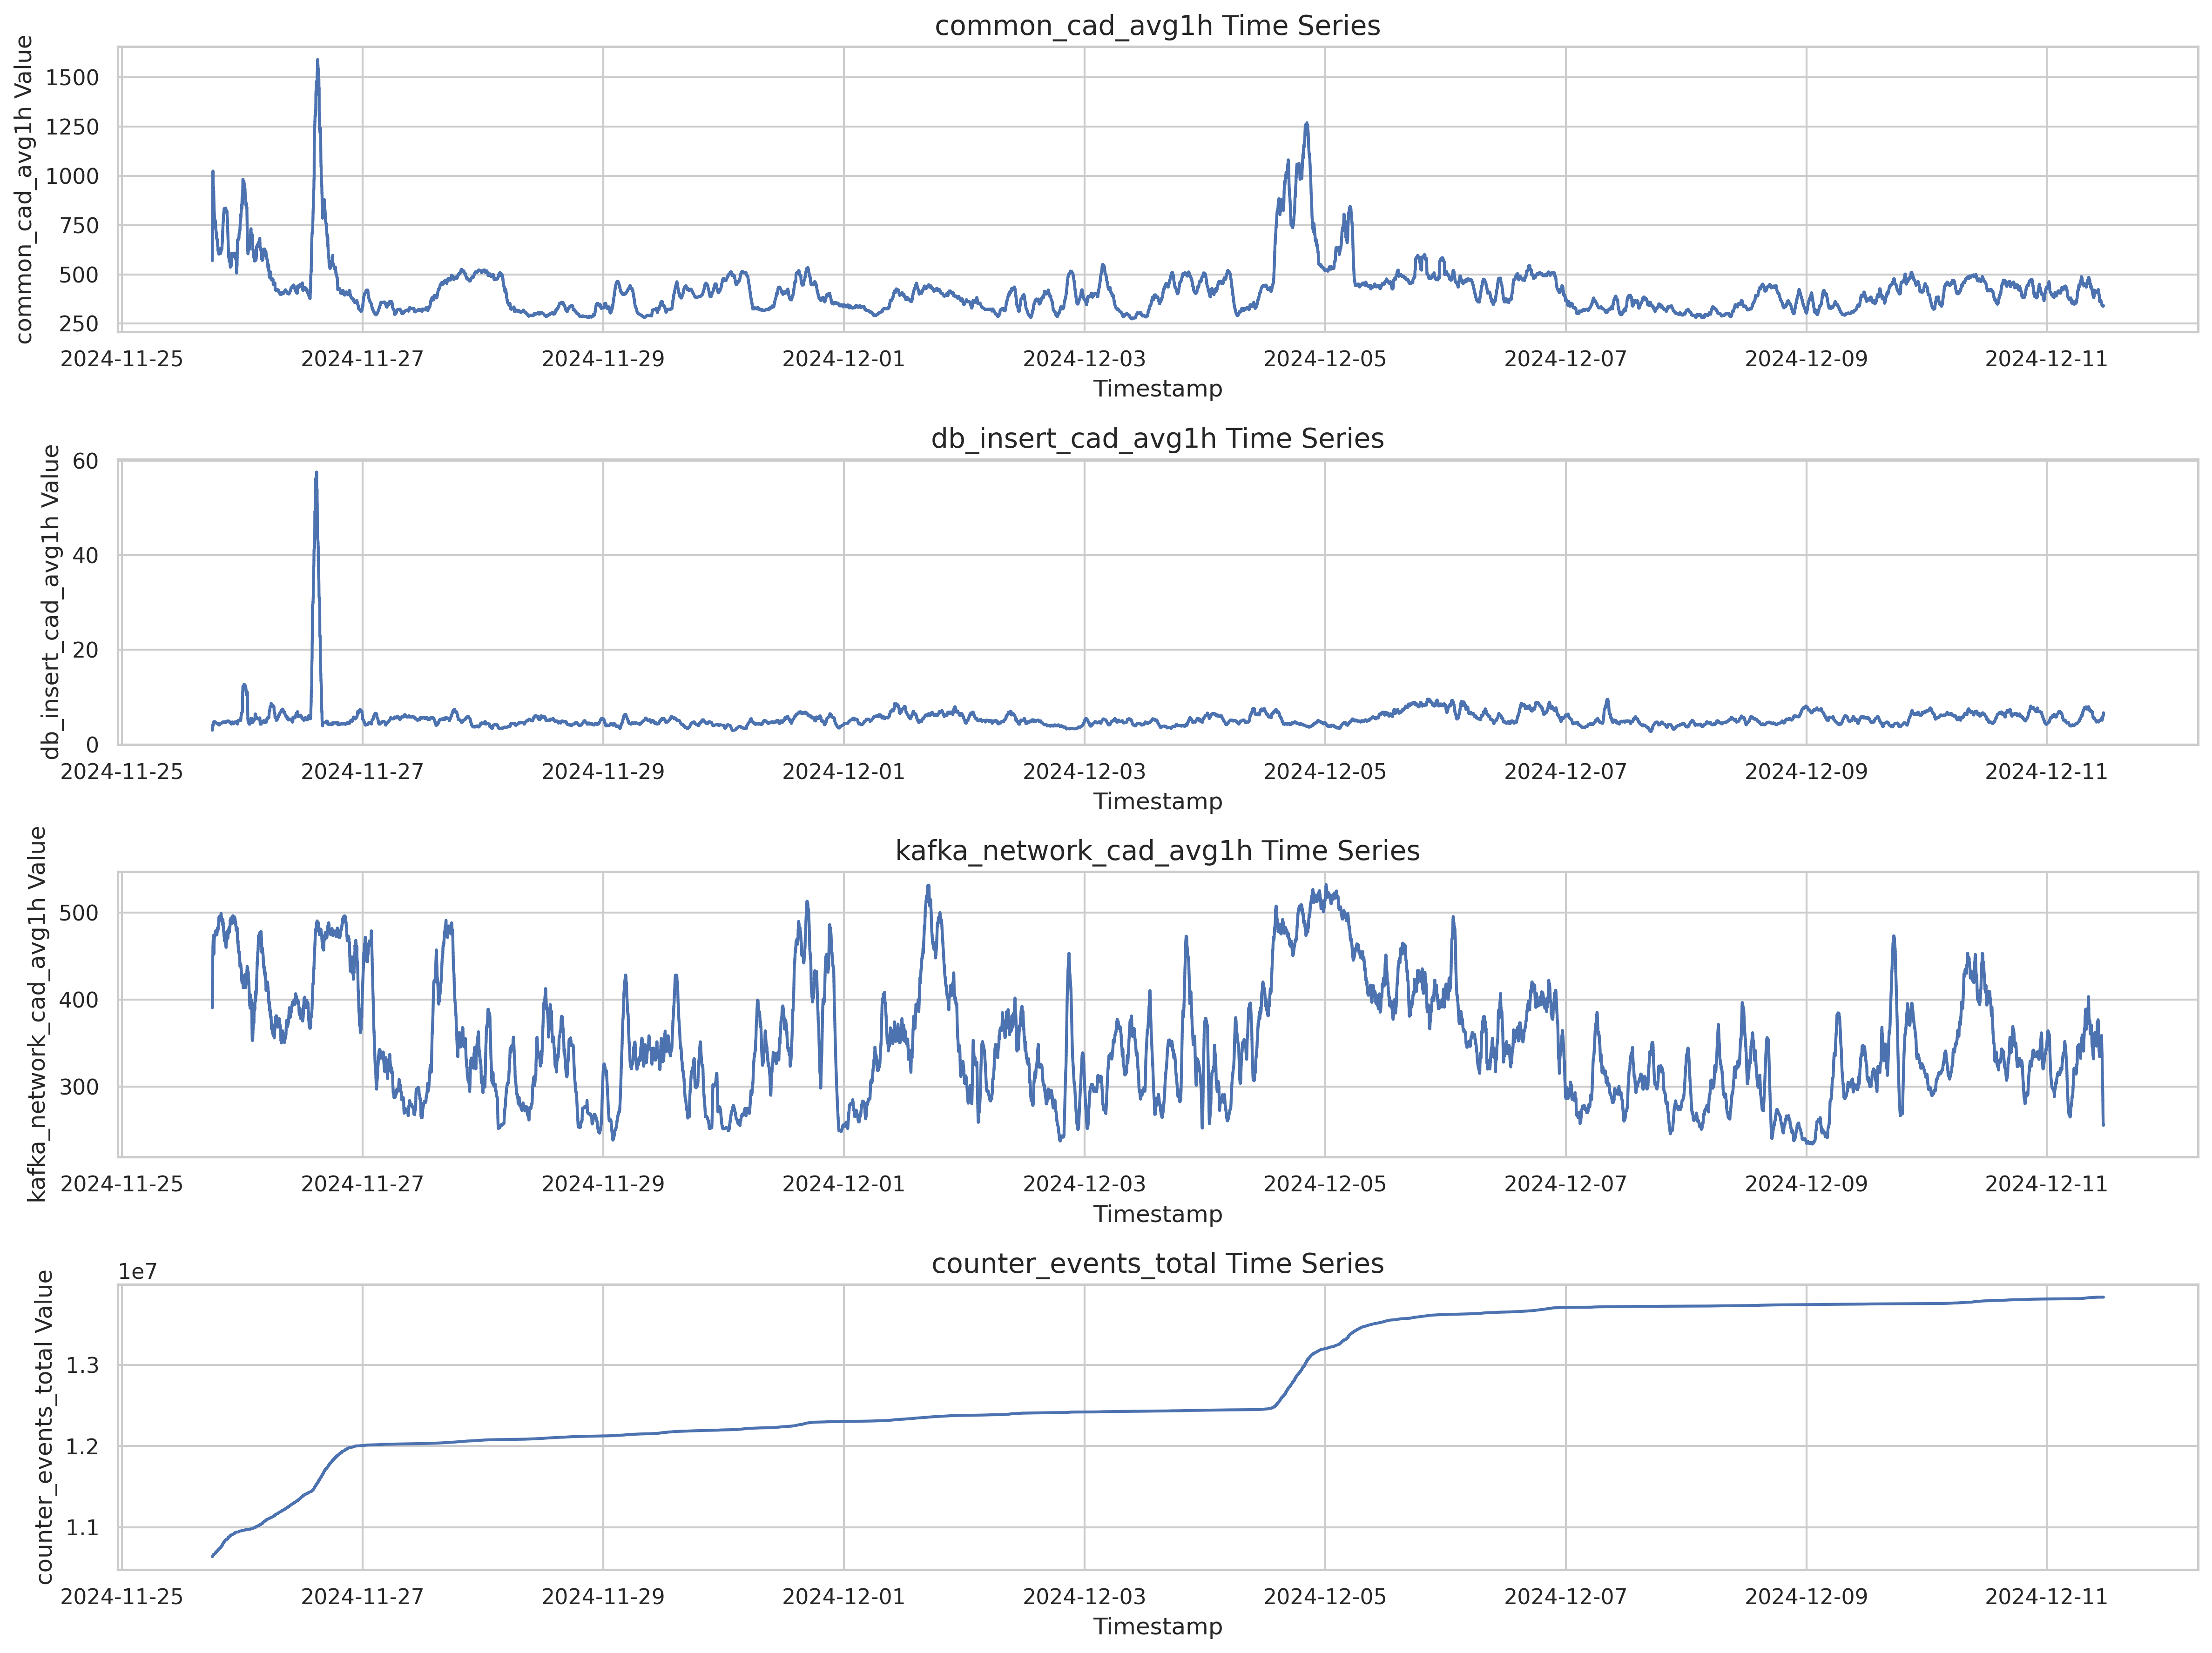 common_cad_avg1h Time Series
common_cad_avg1h Value
1500
1250
1000
750
500
250
2024-11-25 2024-11-27 2024-11-29 2024-12-01 2024-12-03 2024-12-05 2024-12-07 2024-12-09 2024-12-11
Timestamp
db_insert_cad_avg1h Time Series
db_insert_cad_avg1h Value
60
40
20
0
2024-11-25 2024-11-27 2024-11-29 2024-12-01 2024-12-03 2024-12-05 2024-12-07 2024-12-09 2024-12-11
Timestamp
kafka_network_cad_avg1h Time Series
kafka_network_cad_avg1h Value
500
400
300
2024-11-25 2024-11-27 2024-11-29 2024-12-01 2024-12-03 2024-12-05 2024-12-07 2024-12-09 2024-12-11
Timestamp
counter_events_total Time Series
1e7
counter_events_total Value
1.3
1.2
1.1
2024-11-25 2024-11-27 2024-11-29 2024-12-01 2024-12-03 2024-12-05 2024-12-07 2024-12-09 2024-12-11
Timestamp